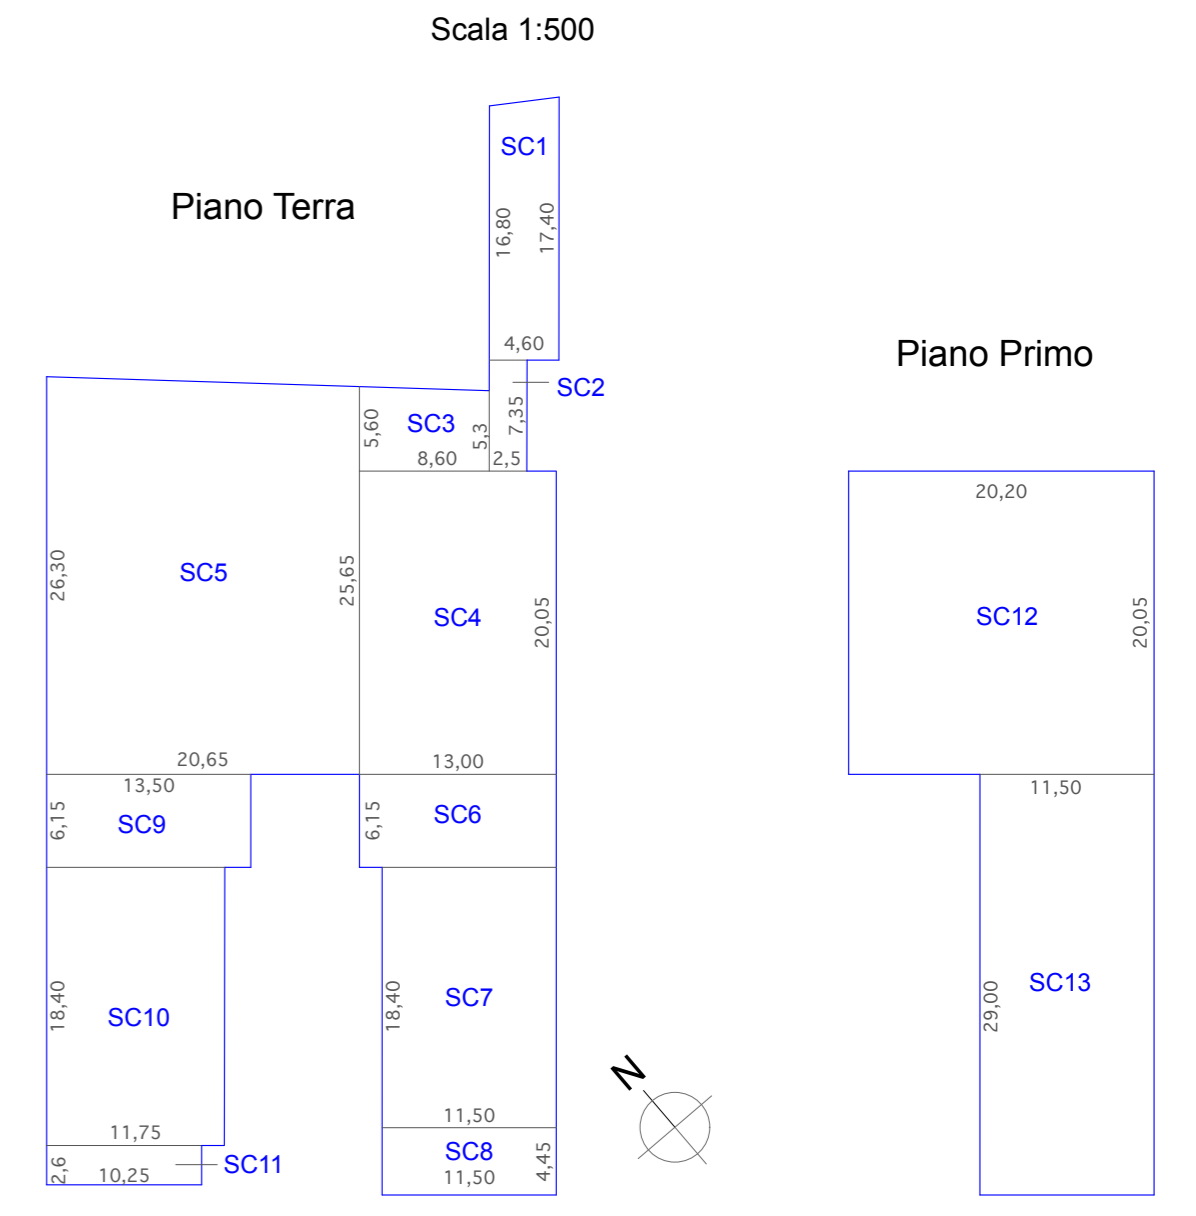 Scala 1:500
SC1
Piano Terra
16,80
17,40
4,60
Piano Primo
SC2
5,60
SC3
5,3
7,35
8,60
2,5
20,20
26,30
SC5
25,65
SC4
20,05
SC12
20,05
20,65
13,00
13,50
11,50
6,15
SC9
6,15
SC6
18,40
SC10
18,40
SC7
29,00
SC13
N
11,75
11,50
2,6
10,25
SC11
SC8
11,50
4,45